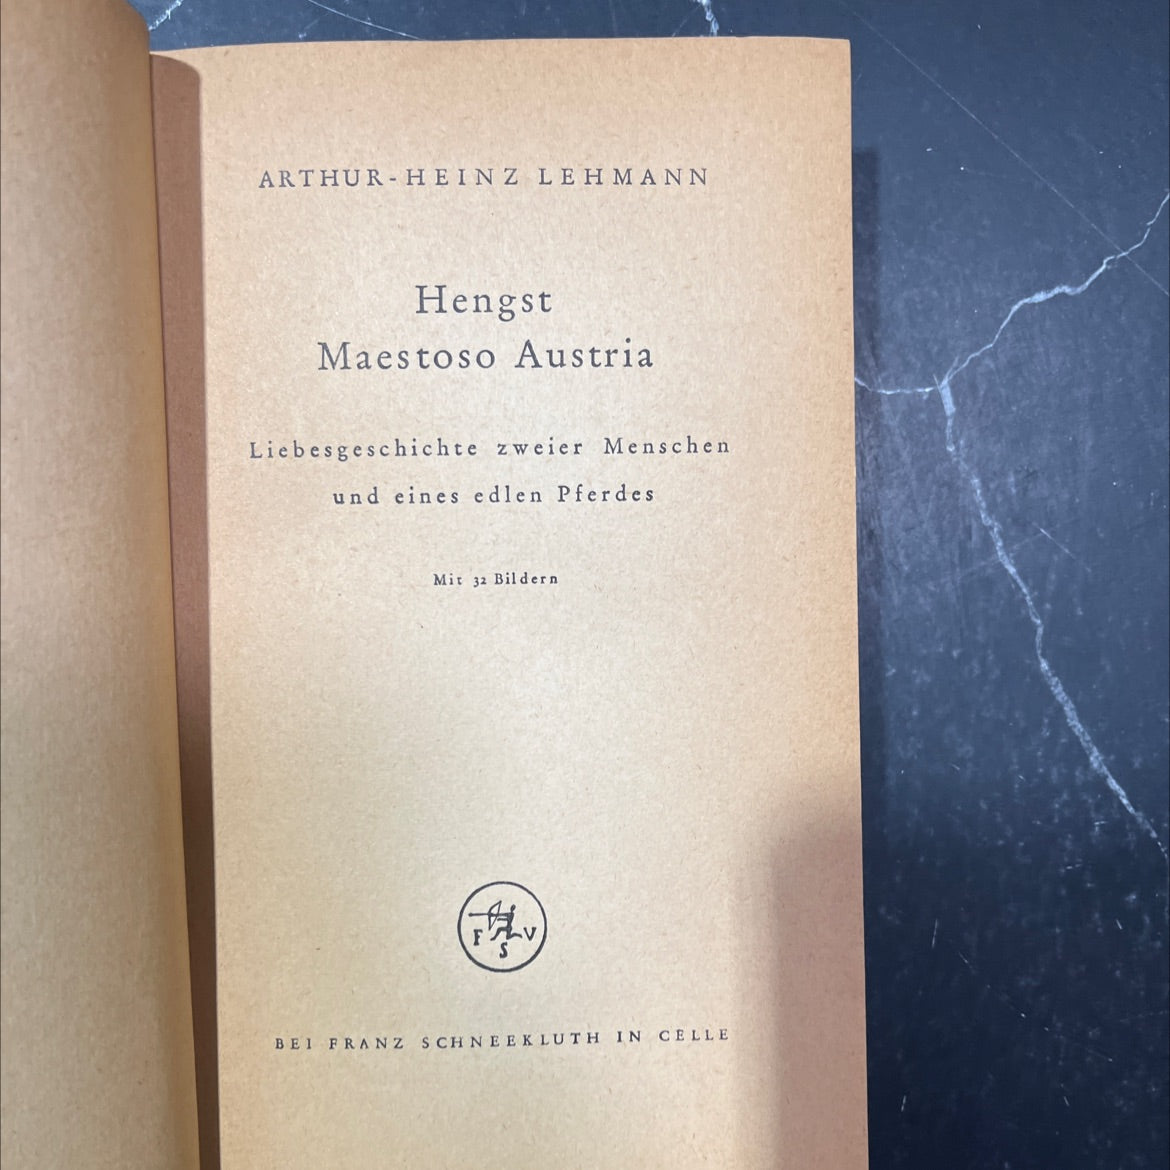 ARTHUR-HEINZ LEHMANN
Hengst
Maestoso Austria
Liebesgeschichte zweier Menschen
und eines edlen Pferdes
Mit 32 Bildern
F S V
BEI FRANZ SCHNEEKLUTH IN CELLE